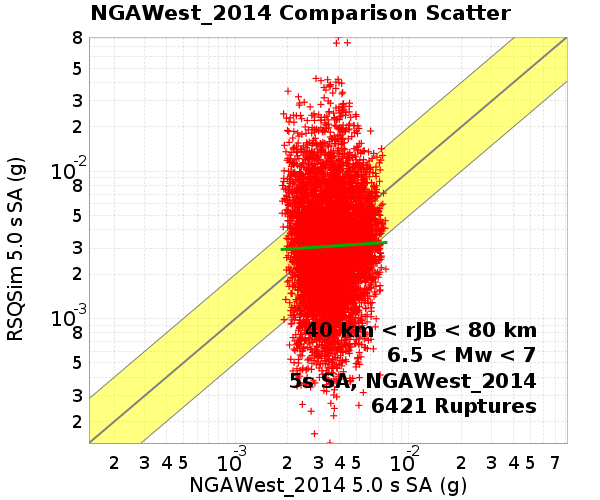 NGAWest_2014 Comparison Scatter
8
5
3
2
10-2
8
5
3
2
10-3
8
5
3
2
RSQSim 5.0 s SA (g)
40 km < rJB < 80 km
6.5 < Mw < 7
5s SA, NGAWest_2014
6421 Ruptures
2 3 4 5 10-3 2 3 4 5 10-2 2 3 4 5 7
NGAWest_2014 5.0 s SA (g)